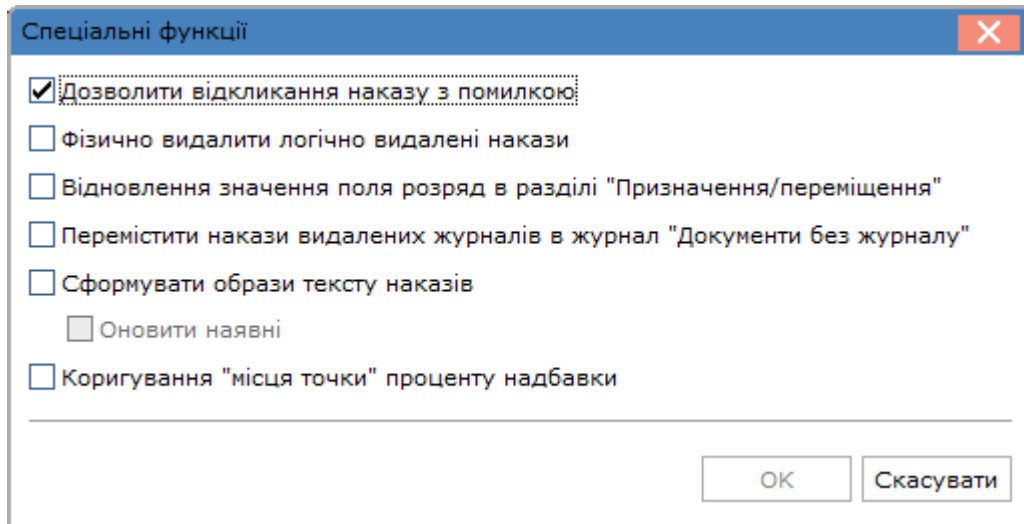 Спеціальні функції
Дозволити відкликання наказу з помилкою
Фізично видалити логічно видалені накази
Відновлення значення поля розряд в розділі "Призначення/переміщення"
Перемістити накази видалених журналів в журнал "Документи без журналу"
Сформувати образи тексту наказів
Оновити наявні
Коригування "місця точки" проценту надбавки
OK Скасувати